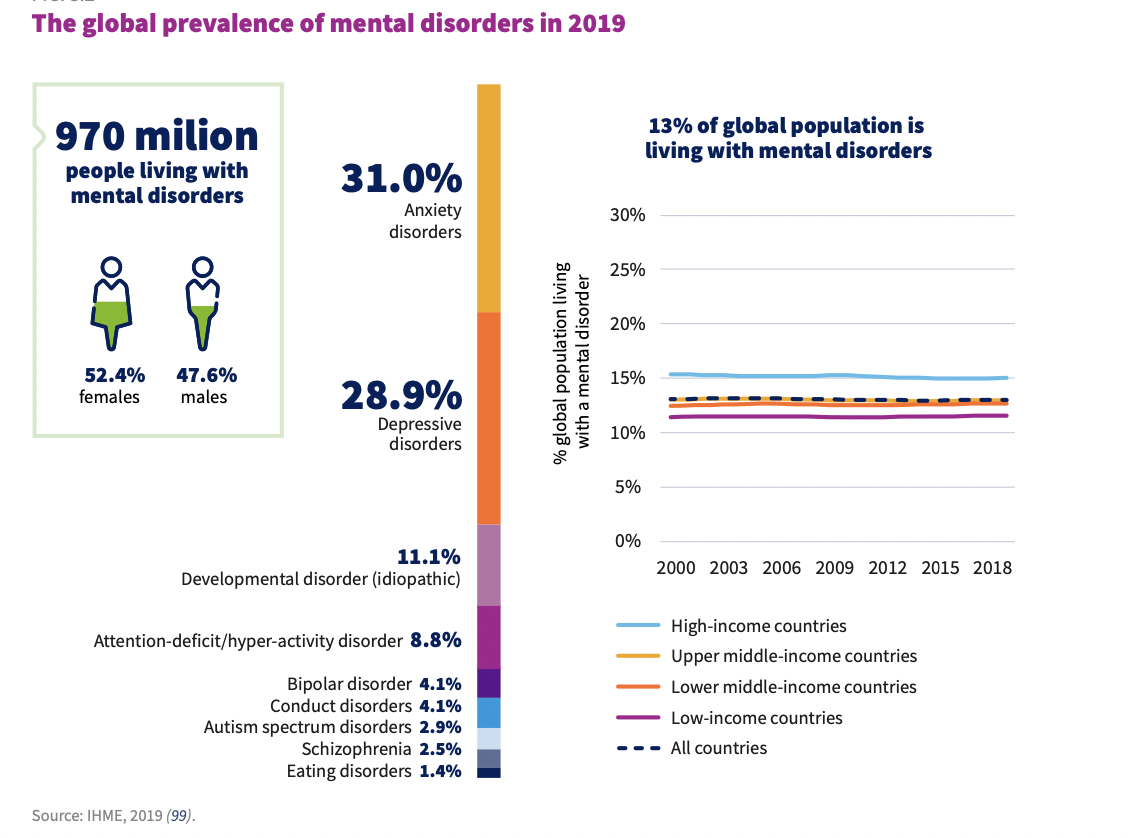 The global prevalence of mental disorders in 2019
970 milion
people living with
mental disorders
52.4%
females
47.6%
males
31.0%
Anxiety
disorders
28.9%
Depressive
disorders
11.1%
Developmental disorder (idiopathic)
Attention-deficit/hyper-activity disorder 8.8%
Bipolar disorder 4.1%
Conduct disorders 4.1%
Autism spectrum disorders 2.9%
Schizophrenia 2.5%
Eating disorders 1.4%
13% of global population is
living with mental disorders
% global population living
with a mental disorder
30%
25%
20%
15%
10%
5%
0%
2000 2003 2006 2009 2012 2015 2018
High-income countries
Upper middle-income countries
Lower middle-income countries
Low-income countries
All countries
Source: IHME, 2019 (99).